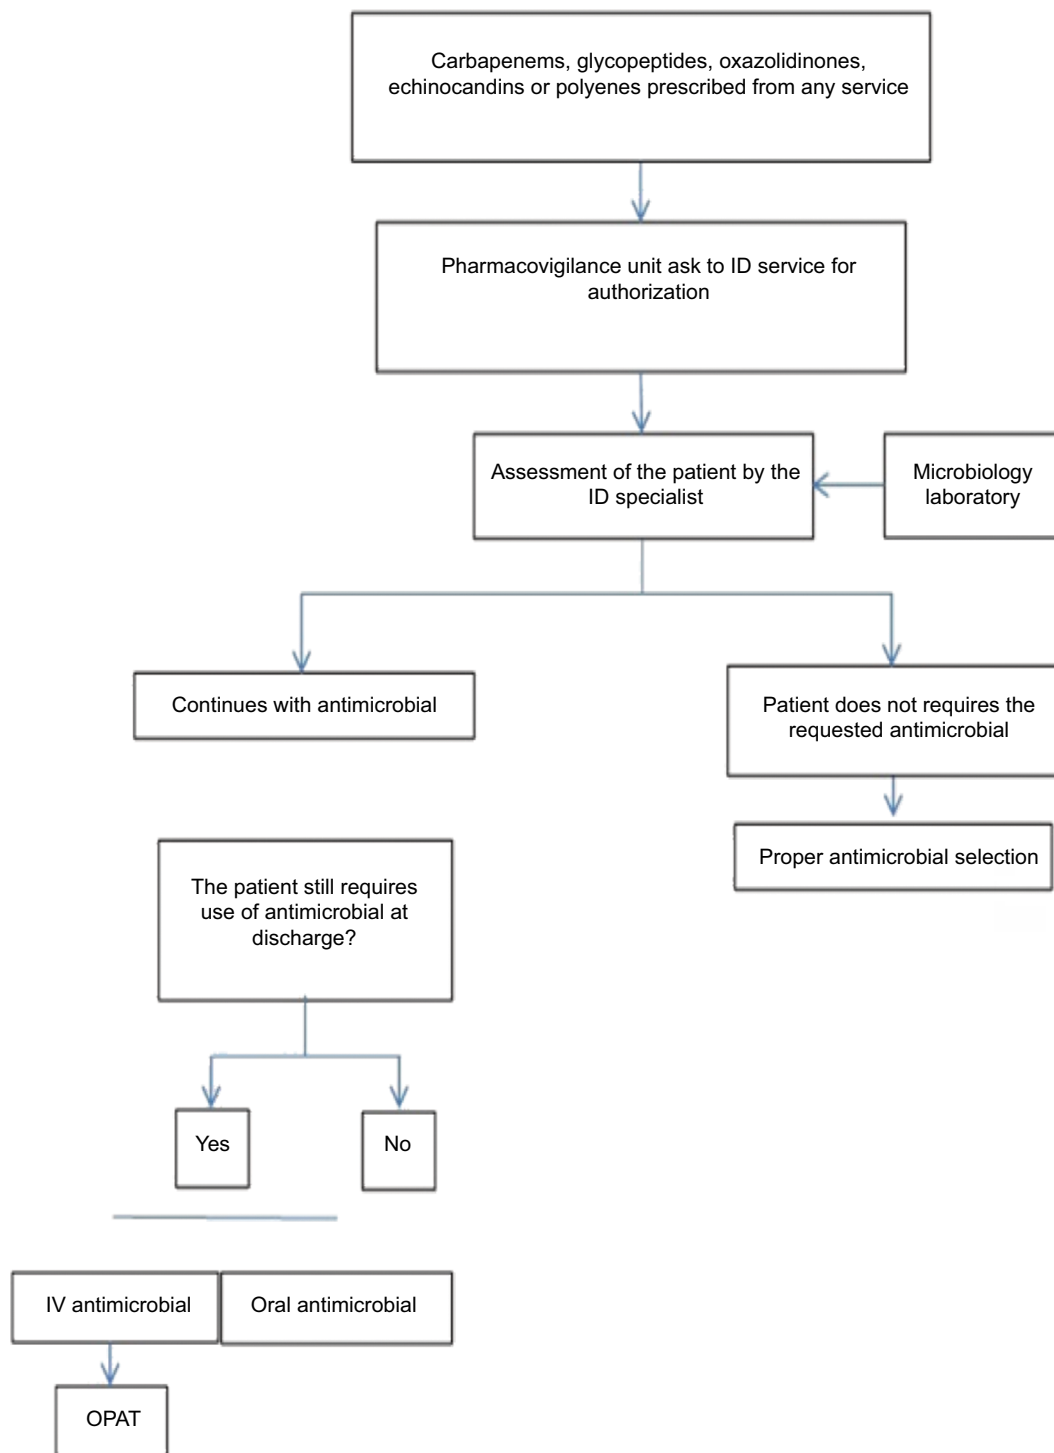 Carbapenems, glycopeptides, oxazolidinones,
echinocandins or polyenes prescribed from any service
Pharmacovigilance unit ask to ID service for
authorization
Assessment of the patient by the
ID specialist
Microbiology
laboratory
Continues with antimicrobial
Patient does not requires the
requested antimicrobial
Proper antimicrobial selection
The patient still requires
use of antimicrobial at
discharge?
Yes
No
IV antimicrobial
Oral antimicrobial
OPAT